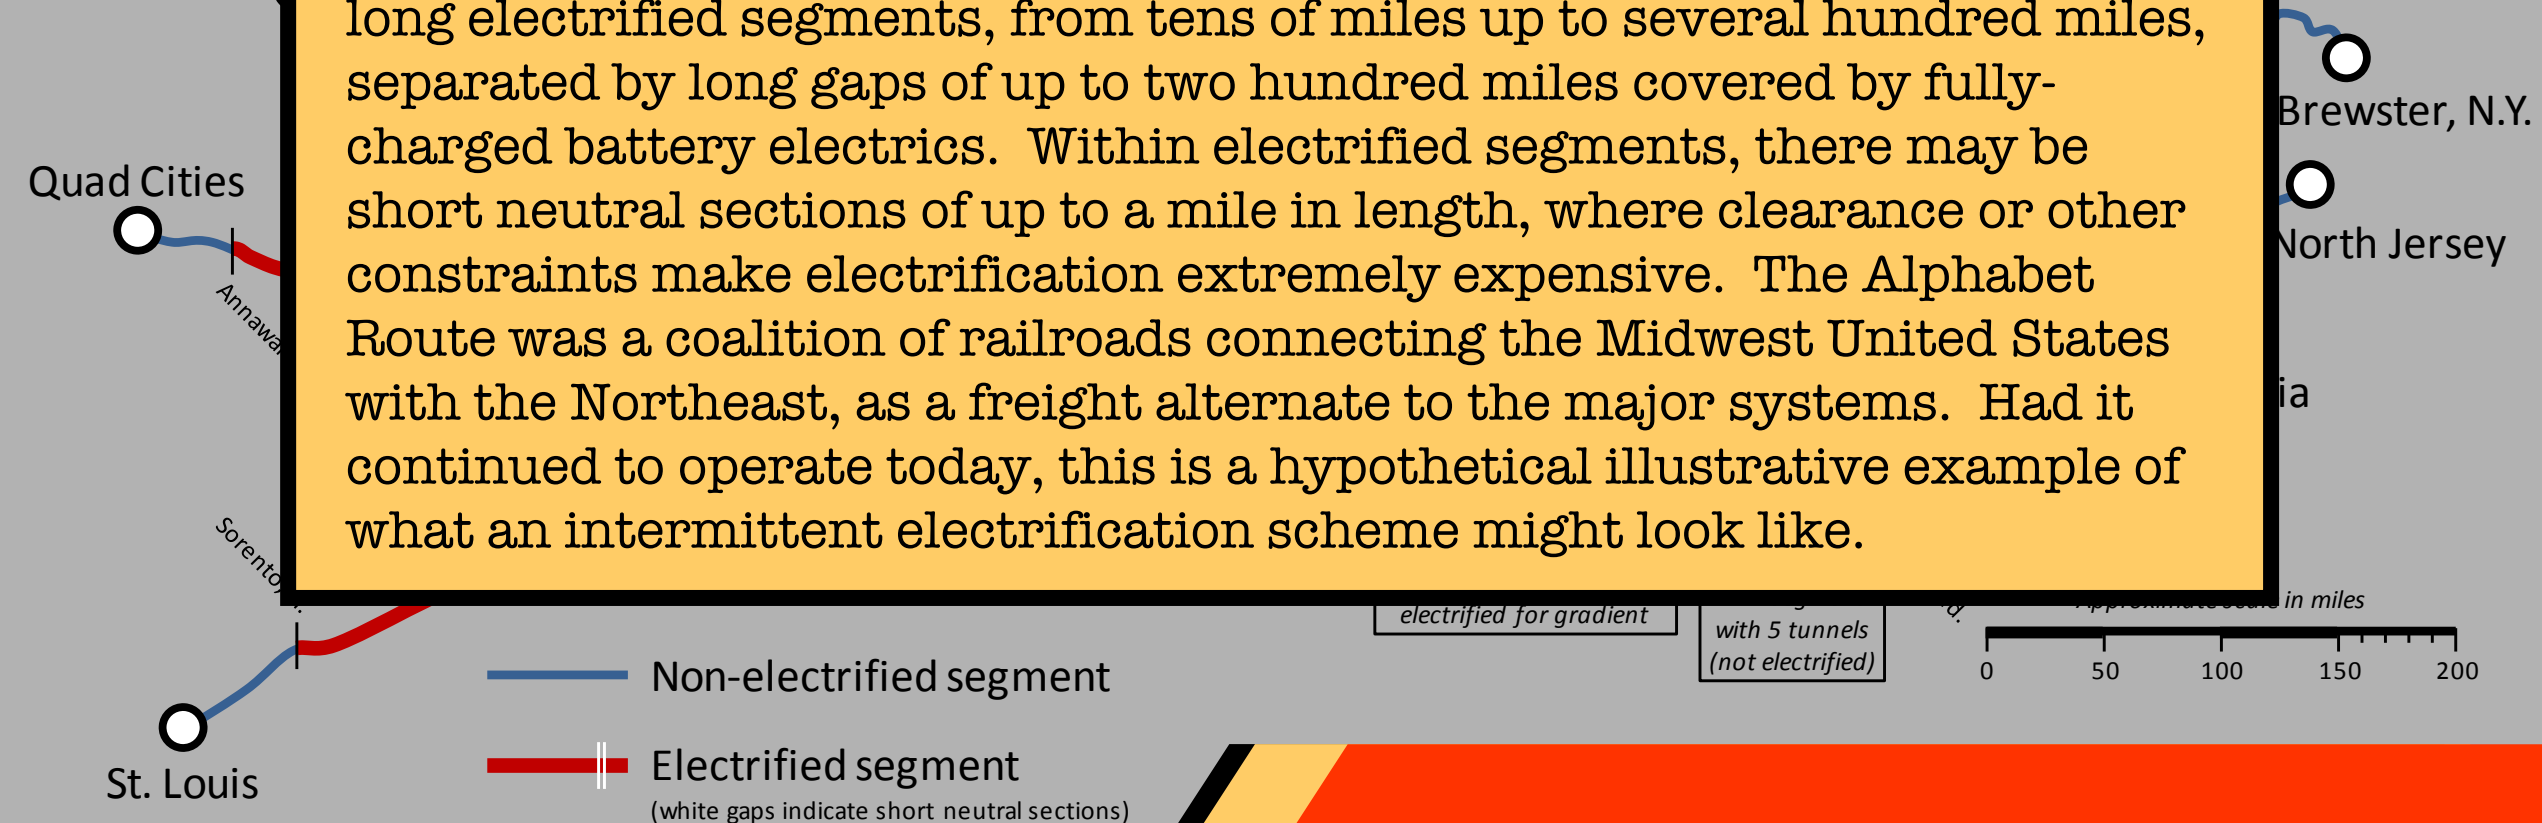 long electrified segments, from tens of miles up to several hundred miles,
separated by long gaps of up to two hundred miles covered by fully-
charged battery electrics.  Within electrified segments, there may be
short neutral sections of up to a mile in length, where clearance or other
constraints make electrification extremely expensive.  The Alphabet
Route was a coalition of railroads connecting the Midwest United States
with the Northeast, as a freight alternate to the major systems.  Had it
continued to operate today, this is a hypothetical illustrative example of
what an intermittent electrification scheme might look like.
Quad Cities
St. Louis
Brewster, N.Y.
North Jersey
electrified for gradient
with 5 tunnels
(not electrified)
Approximate scale in miles
0 50 100 150 200
Non-electrified segment
Electrified segment
(white gaps indicate short neutral sections)